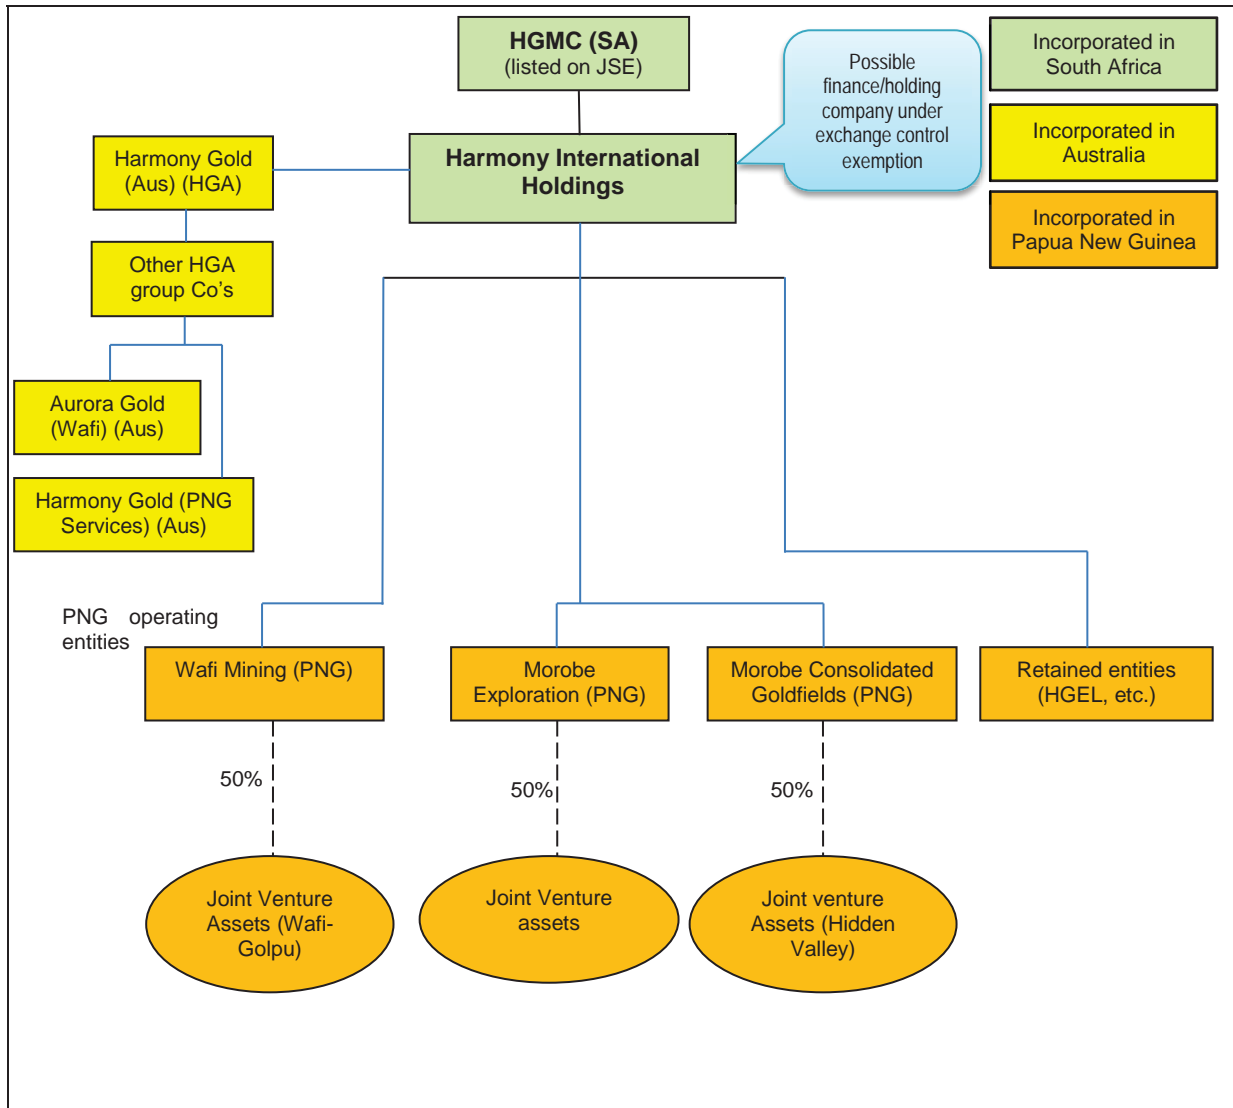 HGMC (SA)
(listed on JSE)
Possible
finance/holding
company under
exchange control
exemption
Incorporated in
South Africa
Incorporated in
Australia
Incorporated in
Papua New Guinea
Harmony Gold
(Aus) (HGA)
Harmony International
Holdings
Other HGA
group Co’s
Aurora Gold
(Wafi) (Aus)
Harmony Gold (PNG
Services) (Aus)
PNG operating
entities
Wafi Mining (PNG)
Morobe
Exploration (PNG)
Morobe Consolidated
Goldfields (PNG)
Retained entities
(HGEL, etc.)
50%
50%
50%
Joint Venture
Assets (Wafi-
Golpu)
Joint Venture
assets
Joint venture
Assets (Hidden
Valley)